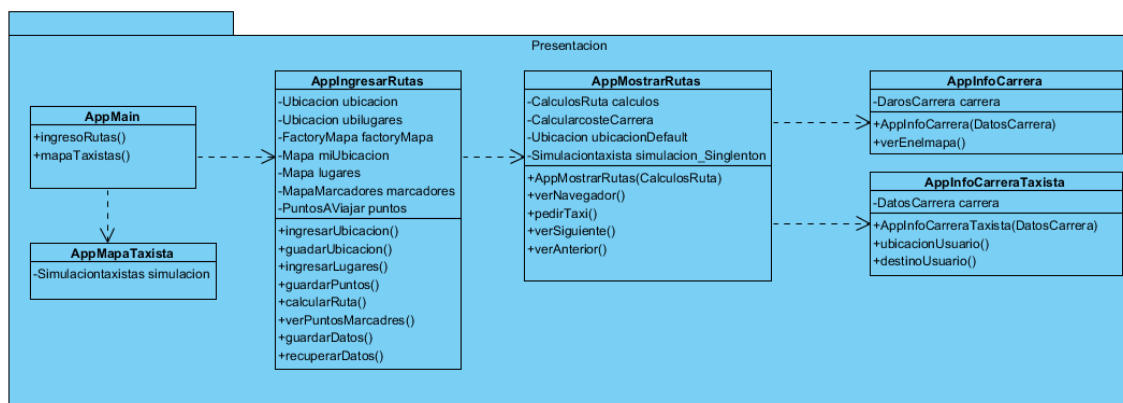 Presentacion
AppMain
+ingresoRutas()
+mapaTaxistas()
AppMapaTaxista
-Simulaciontaxistas simulacion
AppIngresarRutas
-Ubicacion ubicacion
-Ubicacion ubilugares
-FactoryMapa factoryMapa
-Mapa miUbicacion
-Mapa lugares
-MapaMarcadores marcadores
-PuntosAViajar puntos
+ingresarUbicacion()
+guadarUbicacion()
+ingresarLugares()
+guardarPuntos()
+calcularRuta()
+verPuntosMarcadres()
+guardarDatos()
+recuperarDatos()
AppMostrarRutas
-CalculosRuta calculos
-CalcularcosteCarrera
-Ubicacion ubicacionDefault
-Simulaciontaxista simulacion_Singlenton
+AppMostrarRutas(CalculosRuta)
+verNavegador()
+pedirTaxi()
+verSiguiente()
+verAnterior()
AppInfoCarrera
-DarosCarrera carrera
+AppInfoCarrera(DatosCarrera)
+verEnelmapa()
AppInfoCarreraTaxista
-DatosCarrera carrera
+AppInfoCarreraTaxista(DatosCarrera)
+ubicacionUsuario()
+destinoUsuario()